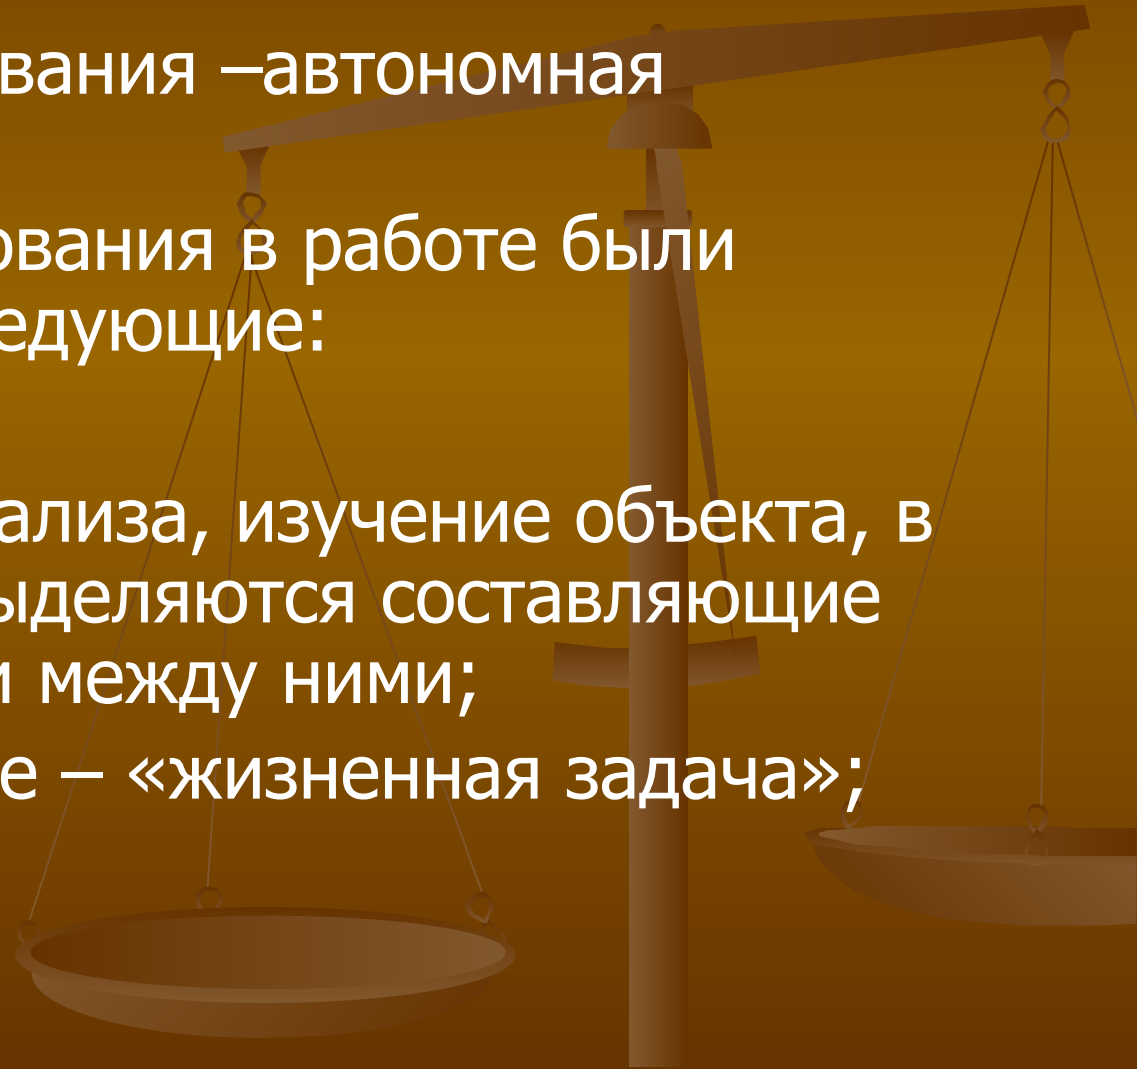 вания –автономная
ования в работе были
едующие:
ализа, изучение объекта, в
ыделяются составляющие
и между ними;
е – «жизненная задача»;